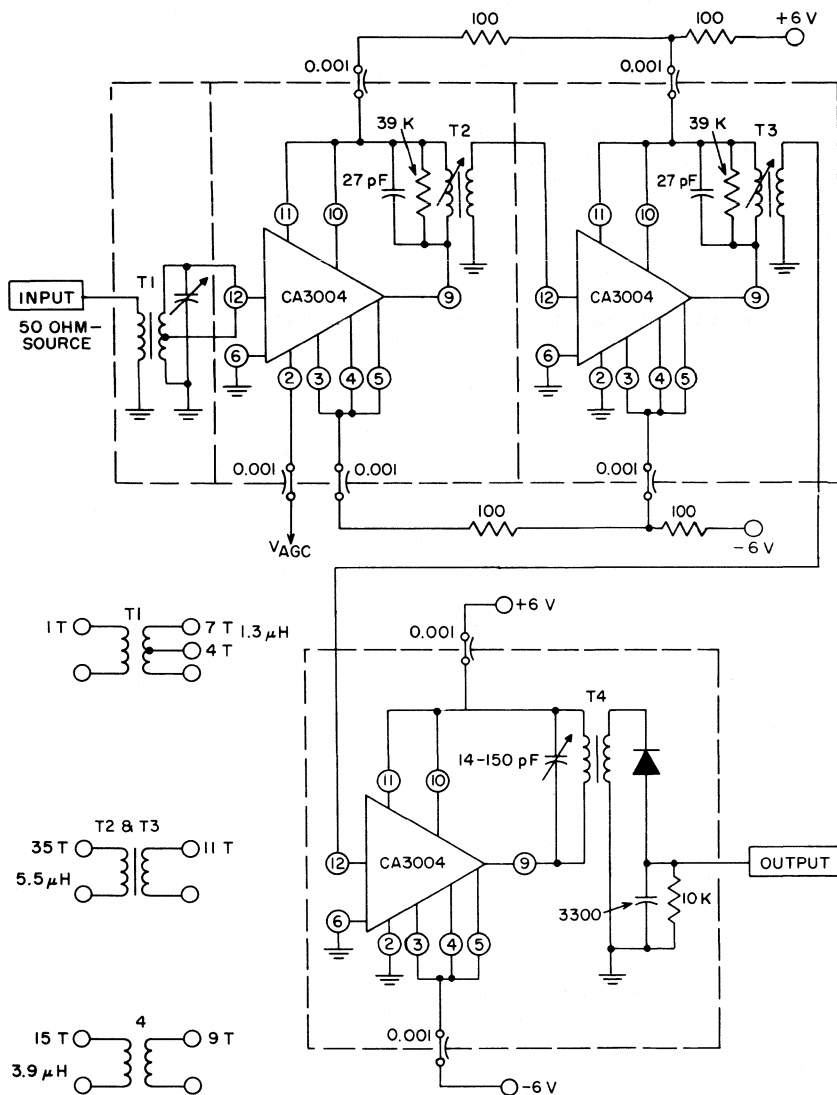 100
100
+6 V
0.001
0.001
39 K
T2
39 K
T3
27 pF
27 pF
11
10
11
10
T1
INPUT
50 OHM-
SOURCE
12
CA3004
9
12
CA3004
9
6
2
3
4
5
6
2
3
4
5
0.001
0.001
0.001
100
100
VAGC
-6 V
T1
1 T
7 T
1.3 μH
4 T
+6 V
0.001
T4
14-150 pF
11
10
T2 & T3
35 T
11 T
5.5 μH
12
CA3004
9
OUTPUT
10 K
3300
6
2
3
4
5
4
15 T
9 T
3.9 μH
0.001
-6 V